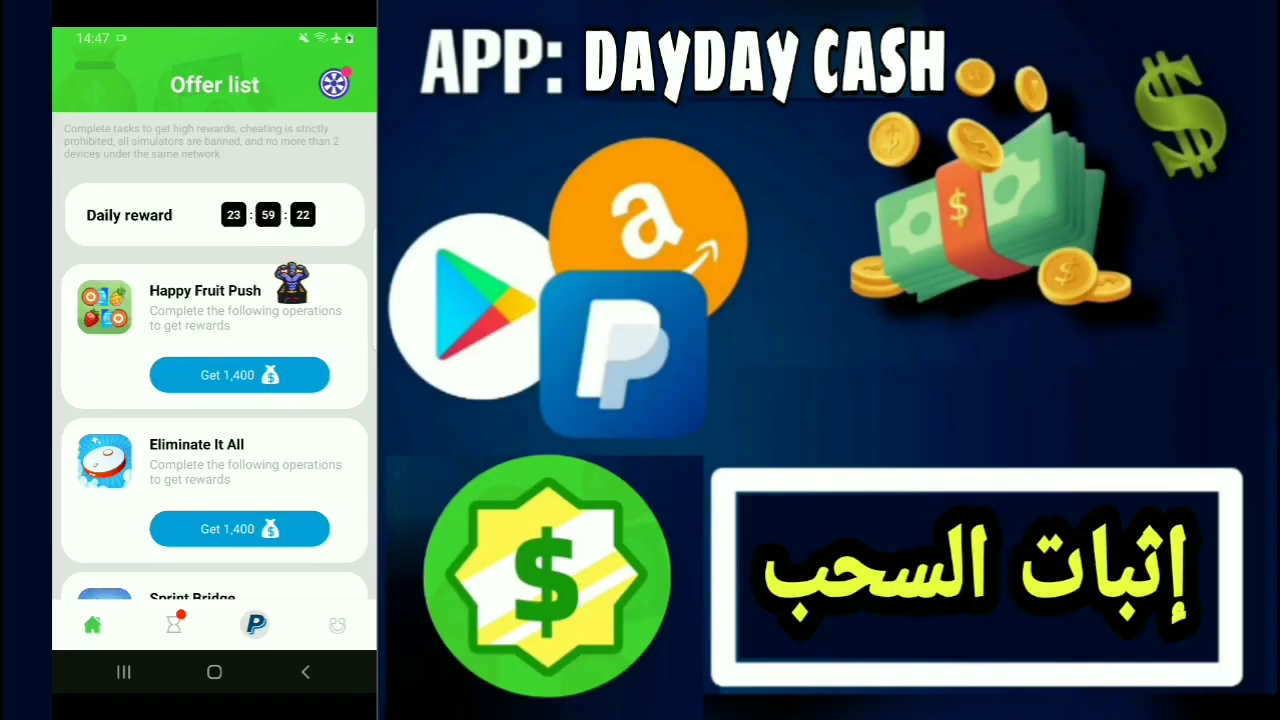 14:47
Offer list
Complete tasks to get high rewards, cheating is strictly
prohibited, all simulators are banned, and no more than 2
devices under the same network
Daily reward 23 : 59 : 22
Happy Fruit Push
Complete the following operations
to get rewards
Get 1,400
Eliminate It All
Complete the following operations
to get rewards
Get 1,400
Sprint Bridge
APP: DAYDAY CASH
إثبات السحب